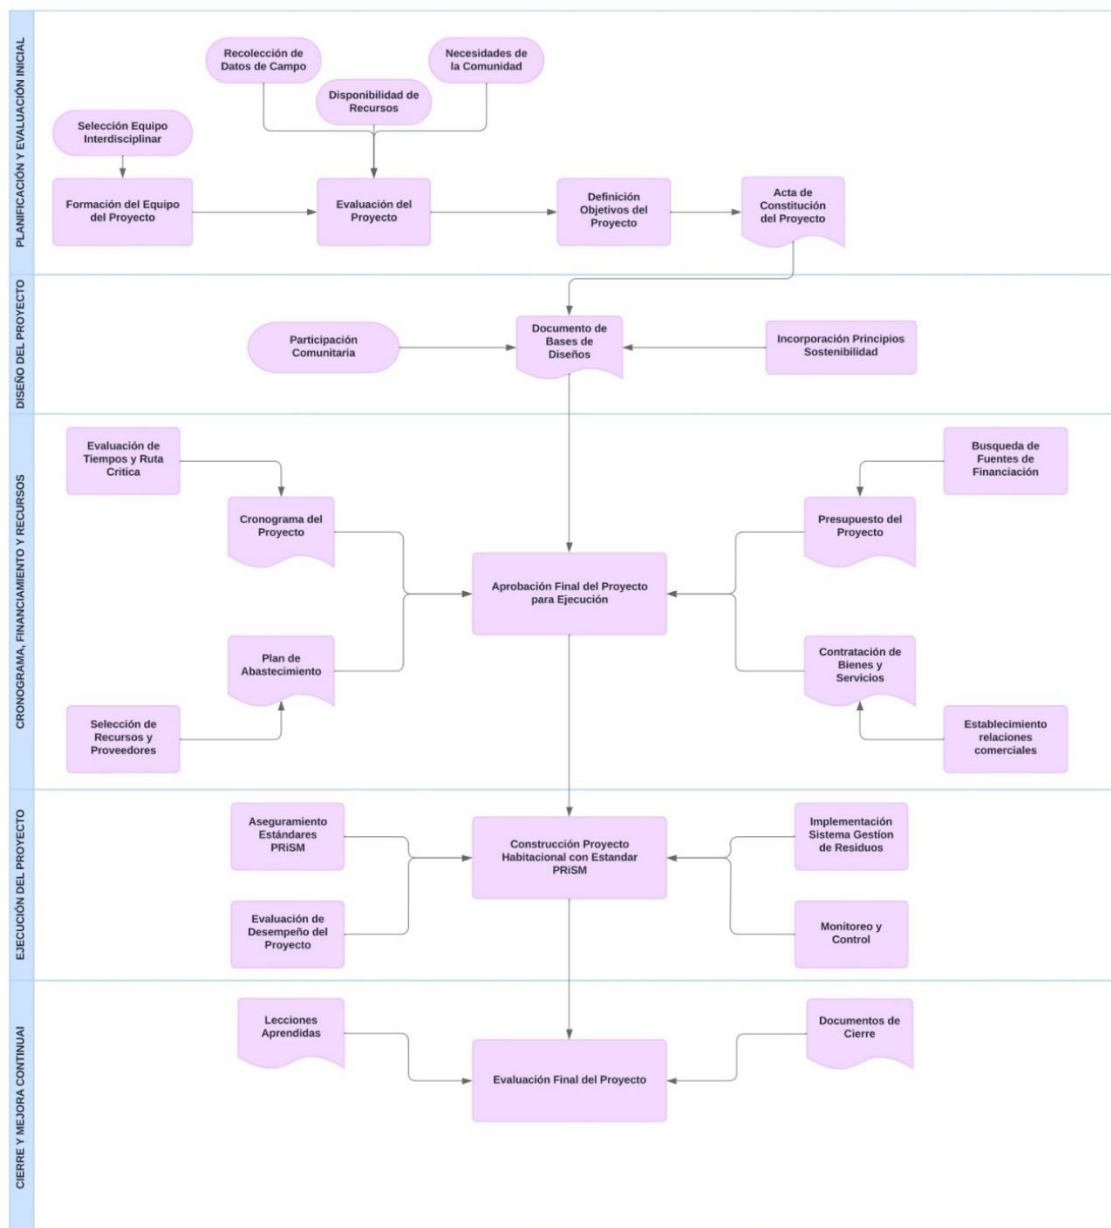 PLANIFICACIÓN Y EVALUACIÓN INICIAL
Recolección de
Datos de Campo
Necesidades de
la Comunidad
Disponibilidad de
Recursos
Selección Equipo
Interdisciplinar
Formación del Equipo
del Proyecto
Evaluación del
Proyecto
Definición
Objetivos del
Proyecto
Acta de
Constitución
del Proyecto
DISEÑO DEL PROYECTO
Participación
Comunitaria
Documento de
Bases de
Diseños
Incorporación Principios
Sostenibilidad
CRONOGRAMA, FINANCIAMIENTO Y RECURSOS
Evaluación de
Tiempos y Ruta
Critica
Busqueda de
Fuentes de
Financiación
Cronograma del
Proyecto
Presupuesto del
Proyecto
Aprobación Final del Proyecto
para Ejecución
Plan de
Abastecimiento
Contratación de
Bienes y
Servicios
Selección de
Recursos y
Proveedores
Establecimiento
relaciones
comerciales
EJECUCIÓN DEL PROYECTO
Aseguramiento
Estándares
PRiSM
Construcción Proyecto
Habitacional con Estandar
PRiSM
Implementación
Sistema Gestíon
de Residuos
Evaluación de
Desempeño del
Proyecto
Monitoreo y
Control
CIERRE Y MEJORA CONTINUAI
Lecciones
Aprendidas
Documentos de
Cierre
Evaluación Final del Proyecto